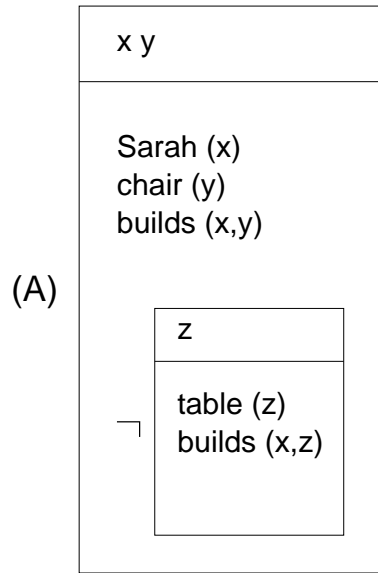 x y
Sarah (x)
chair (y)
builds (x,y)
(A)
z
table (z)
¬
builds (x,z)